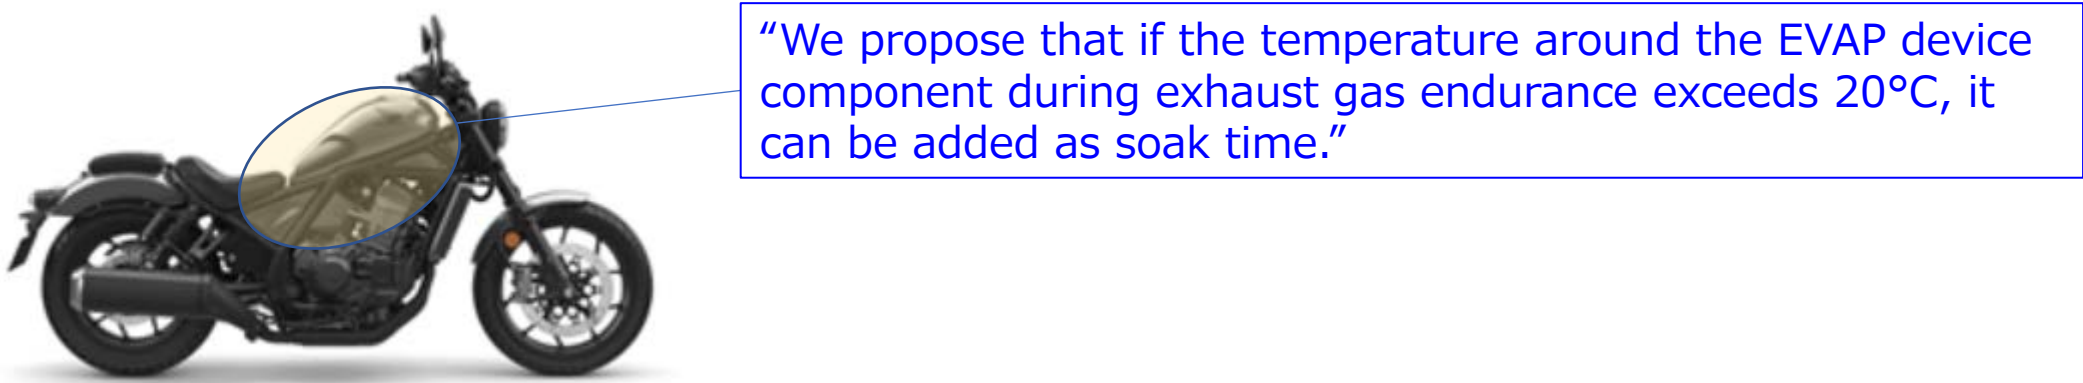 “We propose that if the temperature around the EVAP device
component during exhaust gas endurance exceeds 20°C, it
can be added as soak time.”